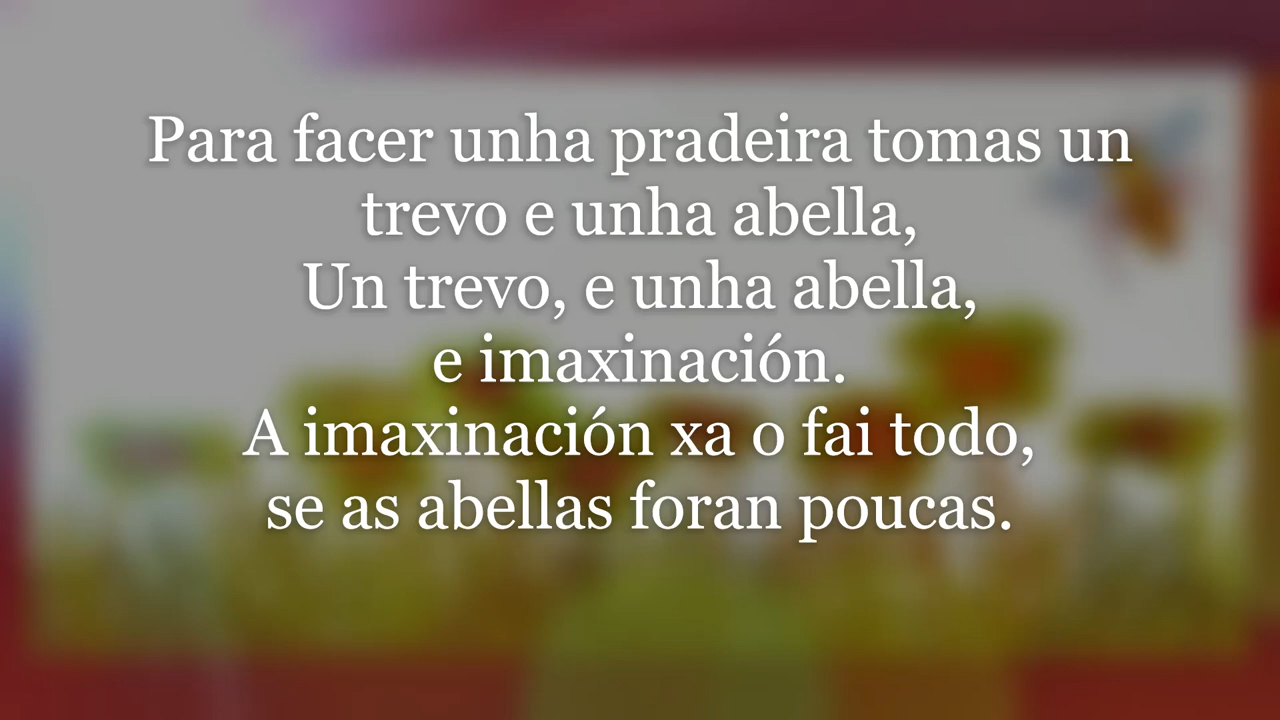 Para facer unha pradeira tomas un
trevo e unha abella,
Un trevo, e unha abella,
e imaxinación.
A imaxinación xa o fai todo,
se as abellas foran poucas.